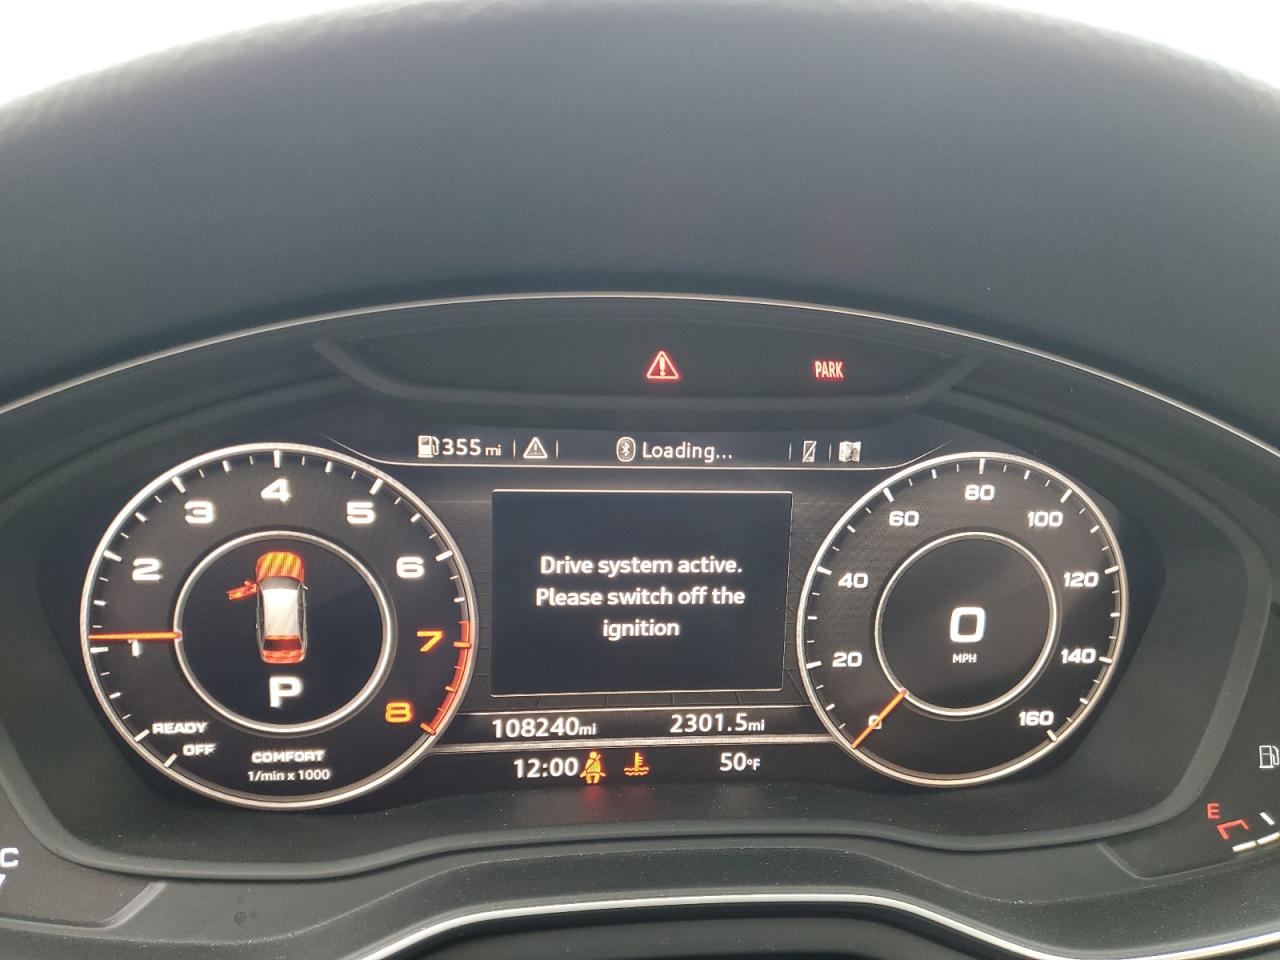 PARK
355 mi
Loading...
4
3
5
2
6
1
7
8
P
READY
OFF
COMFORT
1/min x 1000
Drive system active.
Please switch off the
ignition
108240mi
2301.5mi
12:00
50°F
80
60
100
40
120
20
140
0
160
0
MPH
C
E